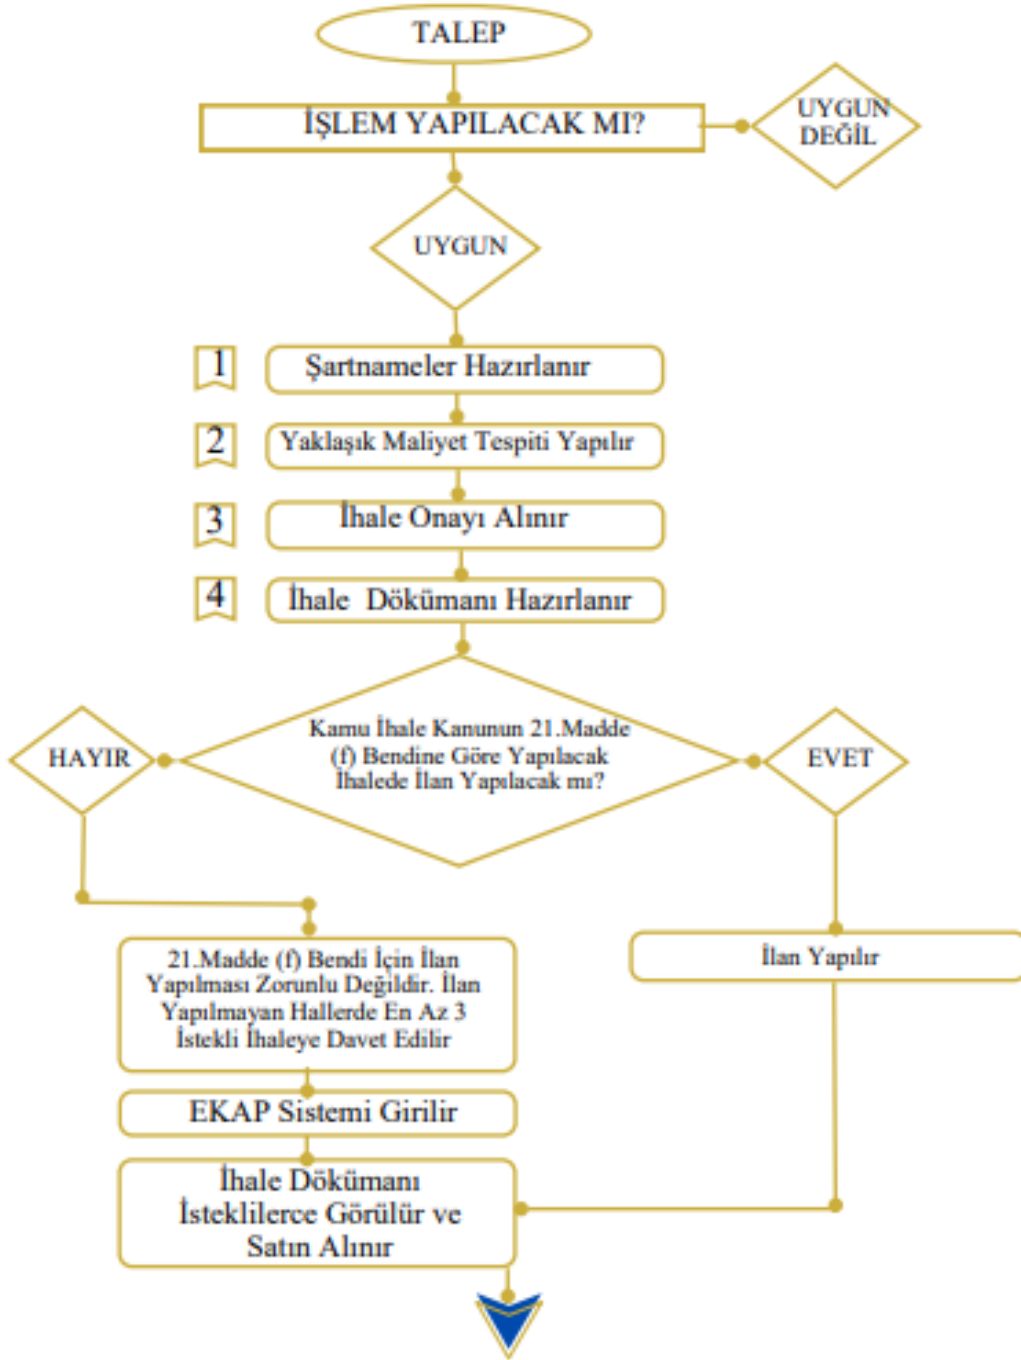 TALEP
İŞLEM YAPILACAK MI?
UYGUN
DEĞİL
UYGUN
1
Şartnameler Hazırlanır
2
Yaklaşık Maliyet Tespiti Yapılır
3
İhale Onayı Alınır
4
İhale Dökümanı Hazırlanır
Kamu İhale Kanunun 21.Madde
(f) Bendine Göre Yapılacak
İhalede İlan Yapılacak mı?
HAYIR
EVET
21.Madde (f) Bendi İçin İlan
Yapılması Zorunlu Değildir. İlan
Yapılmayan Hallerde En Az 3
İstekli İhaleye Davet Edilir
İlan Yapılır
EKAP Sistemi Girilir
İhale Dökümanı
İsteklilerce Görülür ve
Satın Alınır